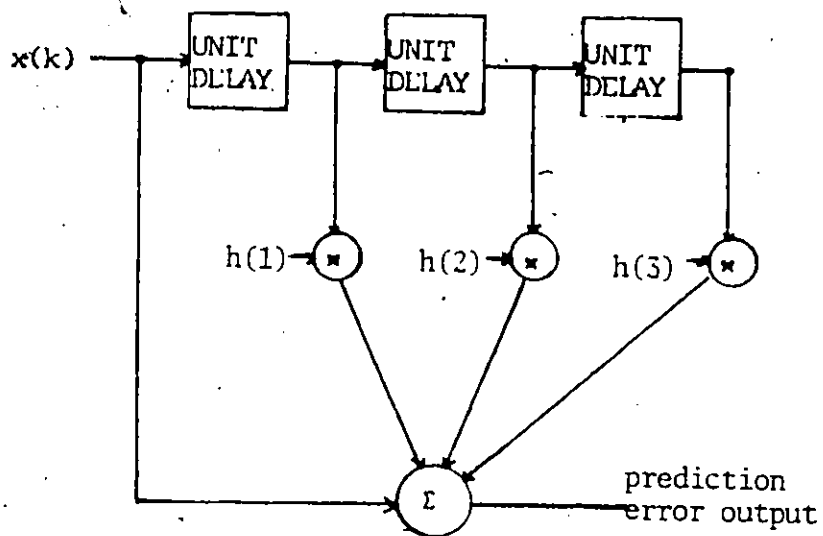 x(k)
UNIT
DELAY
UNIT
DELAY
UNIT
DELAY
h(1)
*
h(2)
*
h(3)
*
Σ
prediction
error output